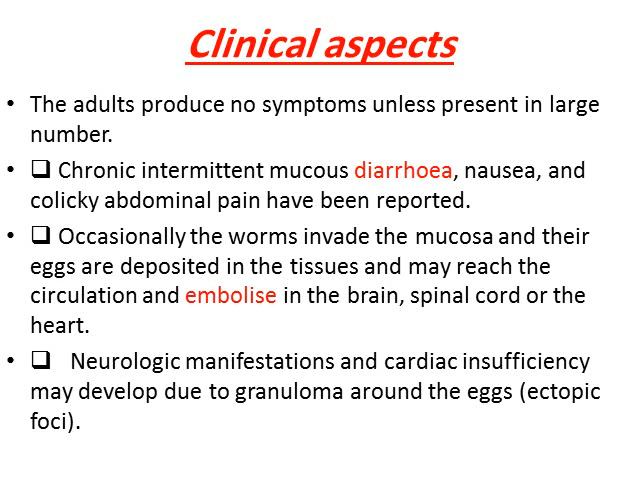 Clinical aspects
• The adults produce no symptoms unless present in large
number.
• ❑ Chronic intermittent mucous diarrhoea, nausea, and
colicky abdominal pain have been reported.
• ❑ Occasionally the worms invade the mucosa and their
eggs are deposited in the tissues and may reach the
circulation and embolise in the brain, spinal cord or the
heart.
• ❑ Neurologic manifestations and cardiac insufficiency
may develop due to granuloma around the eggs (ectopic
foci).